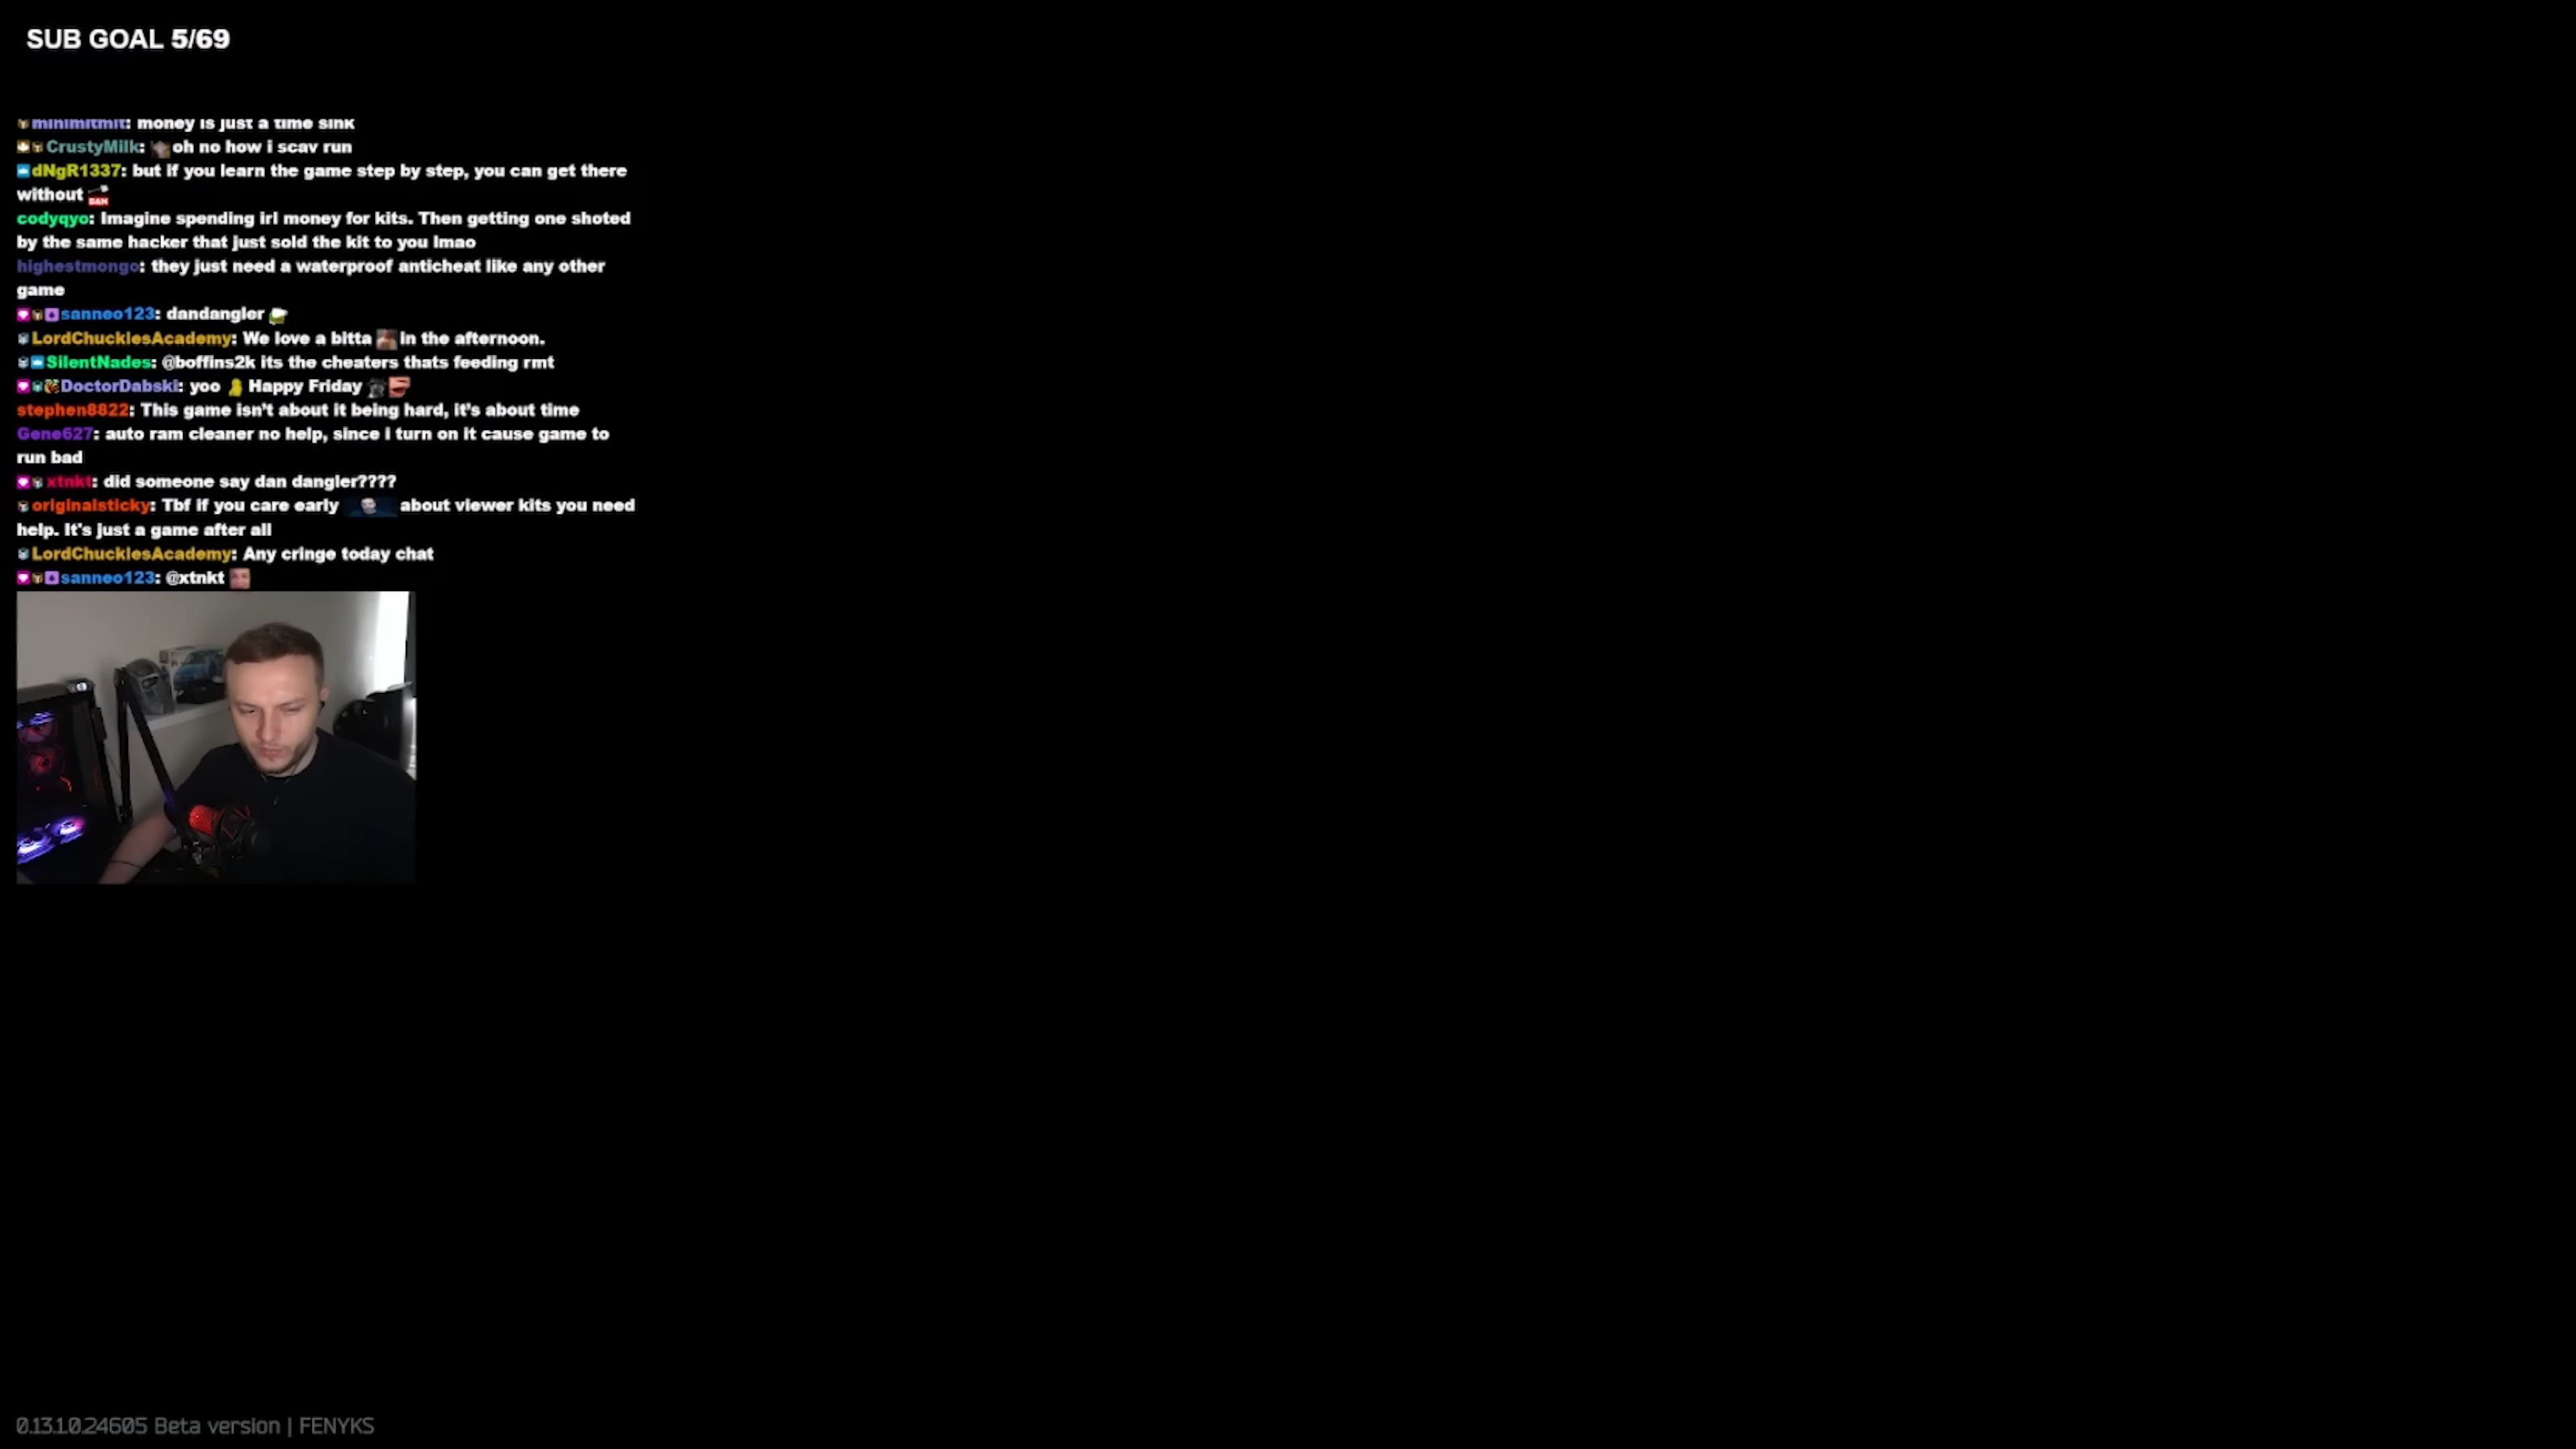 SUB GOAL 5/69
minimitmit: money is just a time sink
CrustyMilk: oh no how i scav run
dNgR1337: but if you learn the game step by step, you can get there
without BAN
codyqyo: Imagine spending irl money for kits. Then getting one shoted
by the same hacker that just sold the kit to you lmao
highestmongo: they just need a waterproof anticheat like any other
game
sanneo123: dandangler
LordChucklesAcademy: We love a bitta in the afternoon.
SilentNades: @boffins2k its the cheaters thats feeding rmt
DoctorDabski: yoo Happy Friday
stephen8822: This game isn't about it being hard, it's about time
Gene627: auto ram cleaner no help, since i turn on it cause game to
run bad
xtnkt: did someone say dan dangler????
originalsticky: Tbf if you care early about viewer kits you need
help. It's just a game after all
LordChucklesAcademy: Any cringe today chat
sanneo123: @xtnkt
0.13.1.0.24605 Beta version | FENYKS